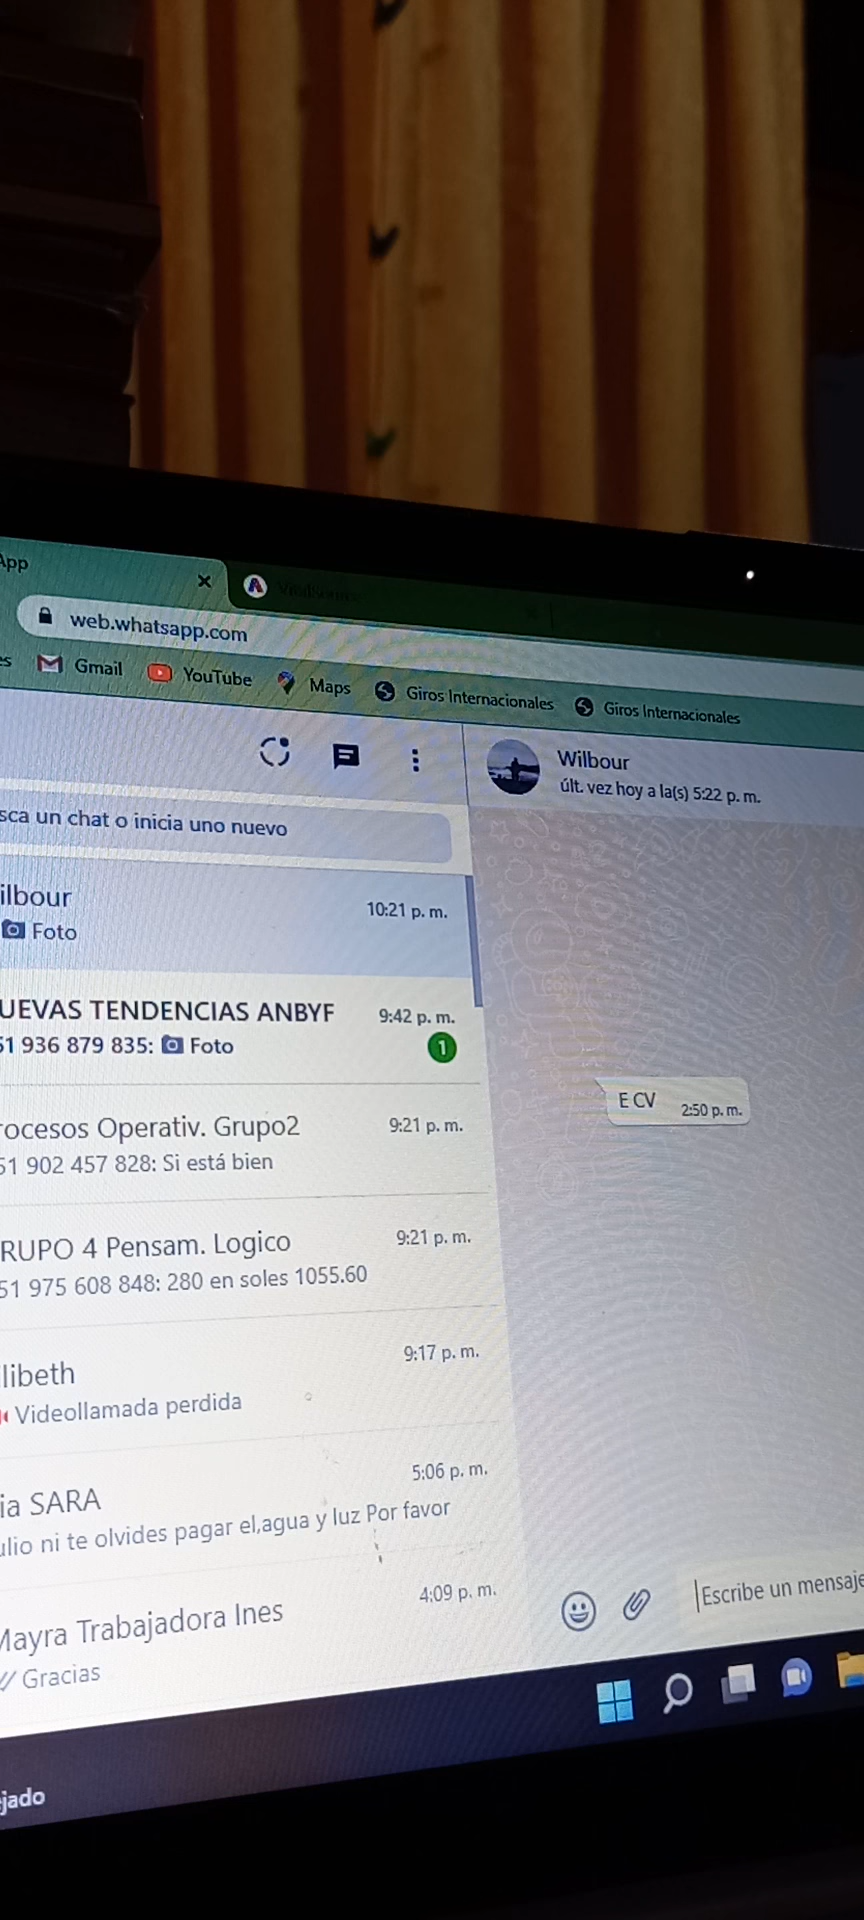 App
web.whatsapp.com
es Gmail YouTube Maps Giros Internacionales Giros Internacionales
Wilbour
últ. vez hoy a la(s) 5:22 p. m.
sca un chat o inicia uno nuevo
ilbour 10:21 p. m.
Foto
UEVAS TENDENCIAS ANBYF 9:42 p. m.
51 936 879 835: Foto 1
E CV 2:50 p. m.
rocesos Operativ. Grupo2 9:21 p. m.
51 902 457 828: Si está bien
RUPO 4 Pensam. Logico 9:21 p. m.
51 975 608 848: 280 en soles 1055.60
libeth 9:17 p. m.
Videollamada perdida
ia SARA 5:06 p. m.
ulio ni te olvides pagar el,agua y luz Por favor
Mayra Trabajadora Ines 4:09 p. m.
Gracias
Escribe un mensaje
jado